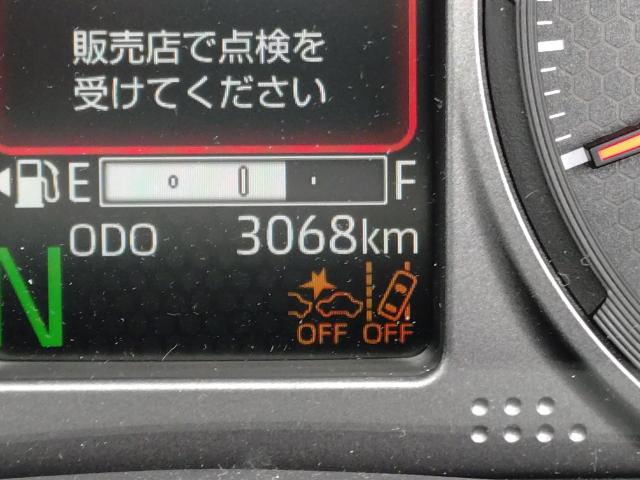 販売店で点検を
受けてください
E F
ODO 3068km
N
OFF OFF